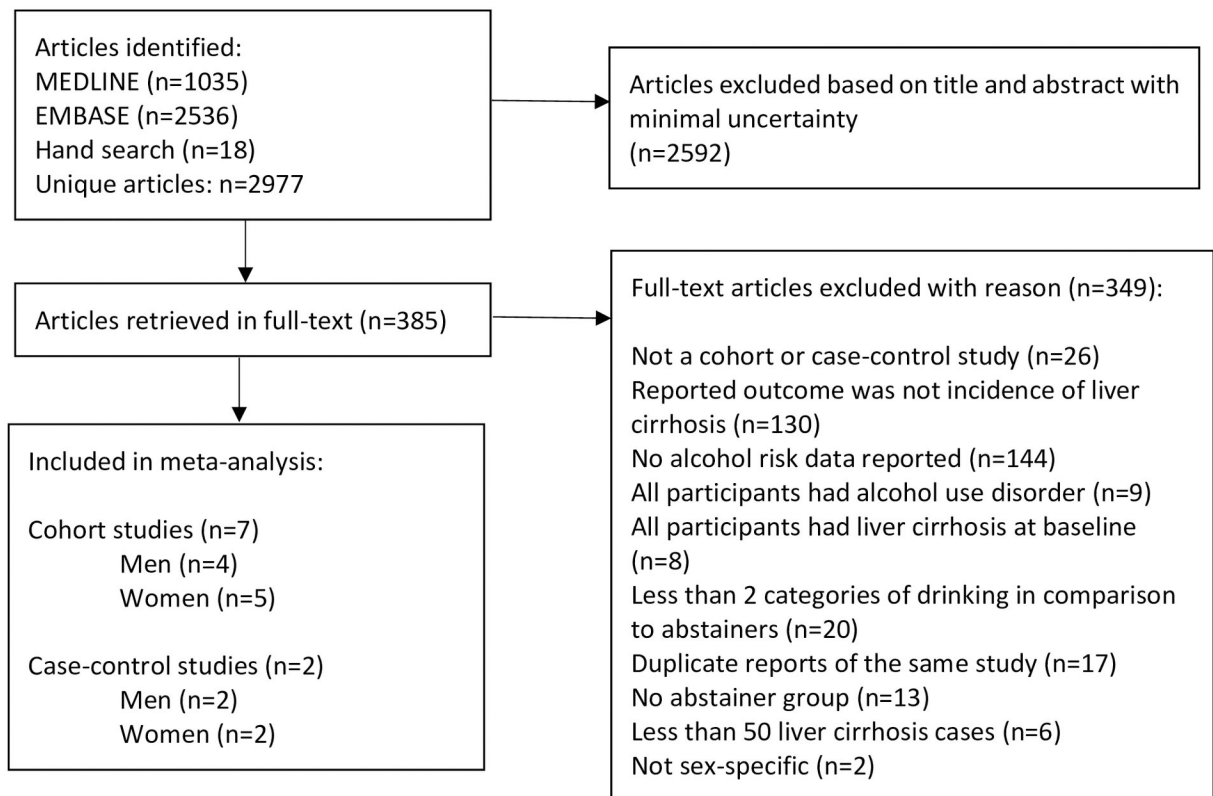 Articles identified:
MEDLINE (n=1035)
EMBASE (n=2536)
Hand search (n=18)
Unique articles: n=2977
Articles excluded based on title and abstract with
minimal uncertainty
(n=2592)
Articles retrieved in full-text (n=385)
Full-text articles excluded with reason (n=349):
Not a cohort or case-control study (n=26)
Reported outcome was not incidence of liver
cirrhosis (n=130)
No alcohol risk data reported (n=144)
All participants had alcohol use disorder (n=9)
All participants had liver cirrhosis at baseline
(n=8)
Less than 2 categories of drinking in comparison
to abstainers (n=20)
Duplicate reports of the same study (n=17)
No abstainer group (n=13)
Less than 50 liver cirrhosis cases (n=6)
Not sex-specific (n=2)
Included in meta-analysis:
Cohort studies (n=7)
Men (n=4)
Women (n=5)
Case-control studies (n=2)
Men (n=2)
Women (n=2)